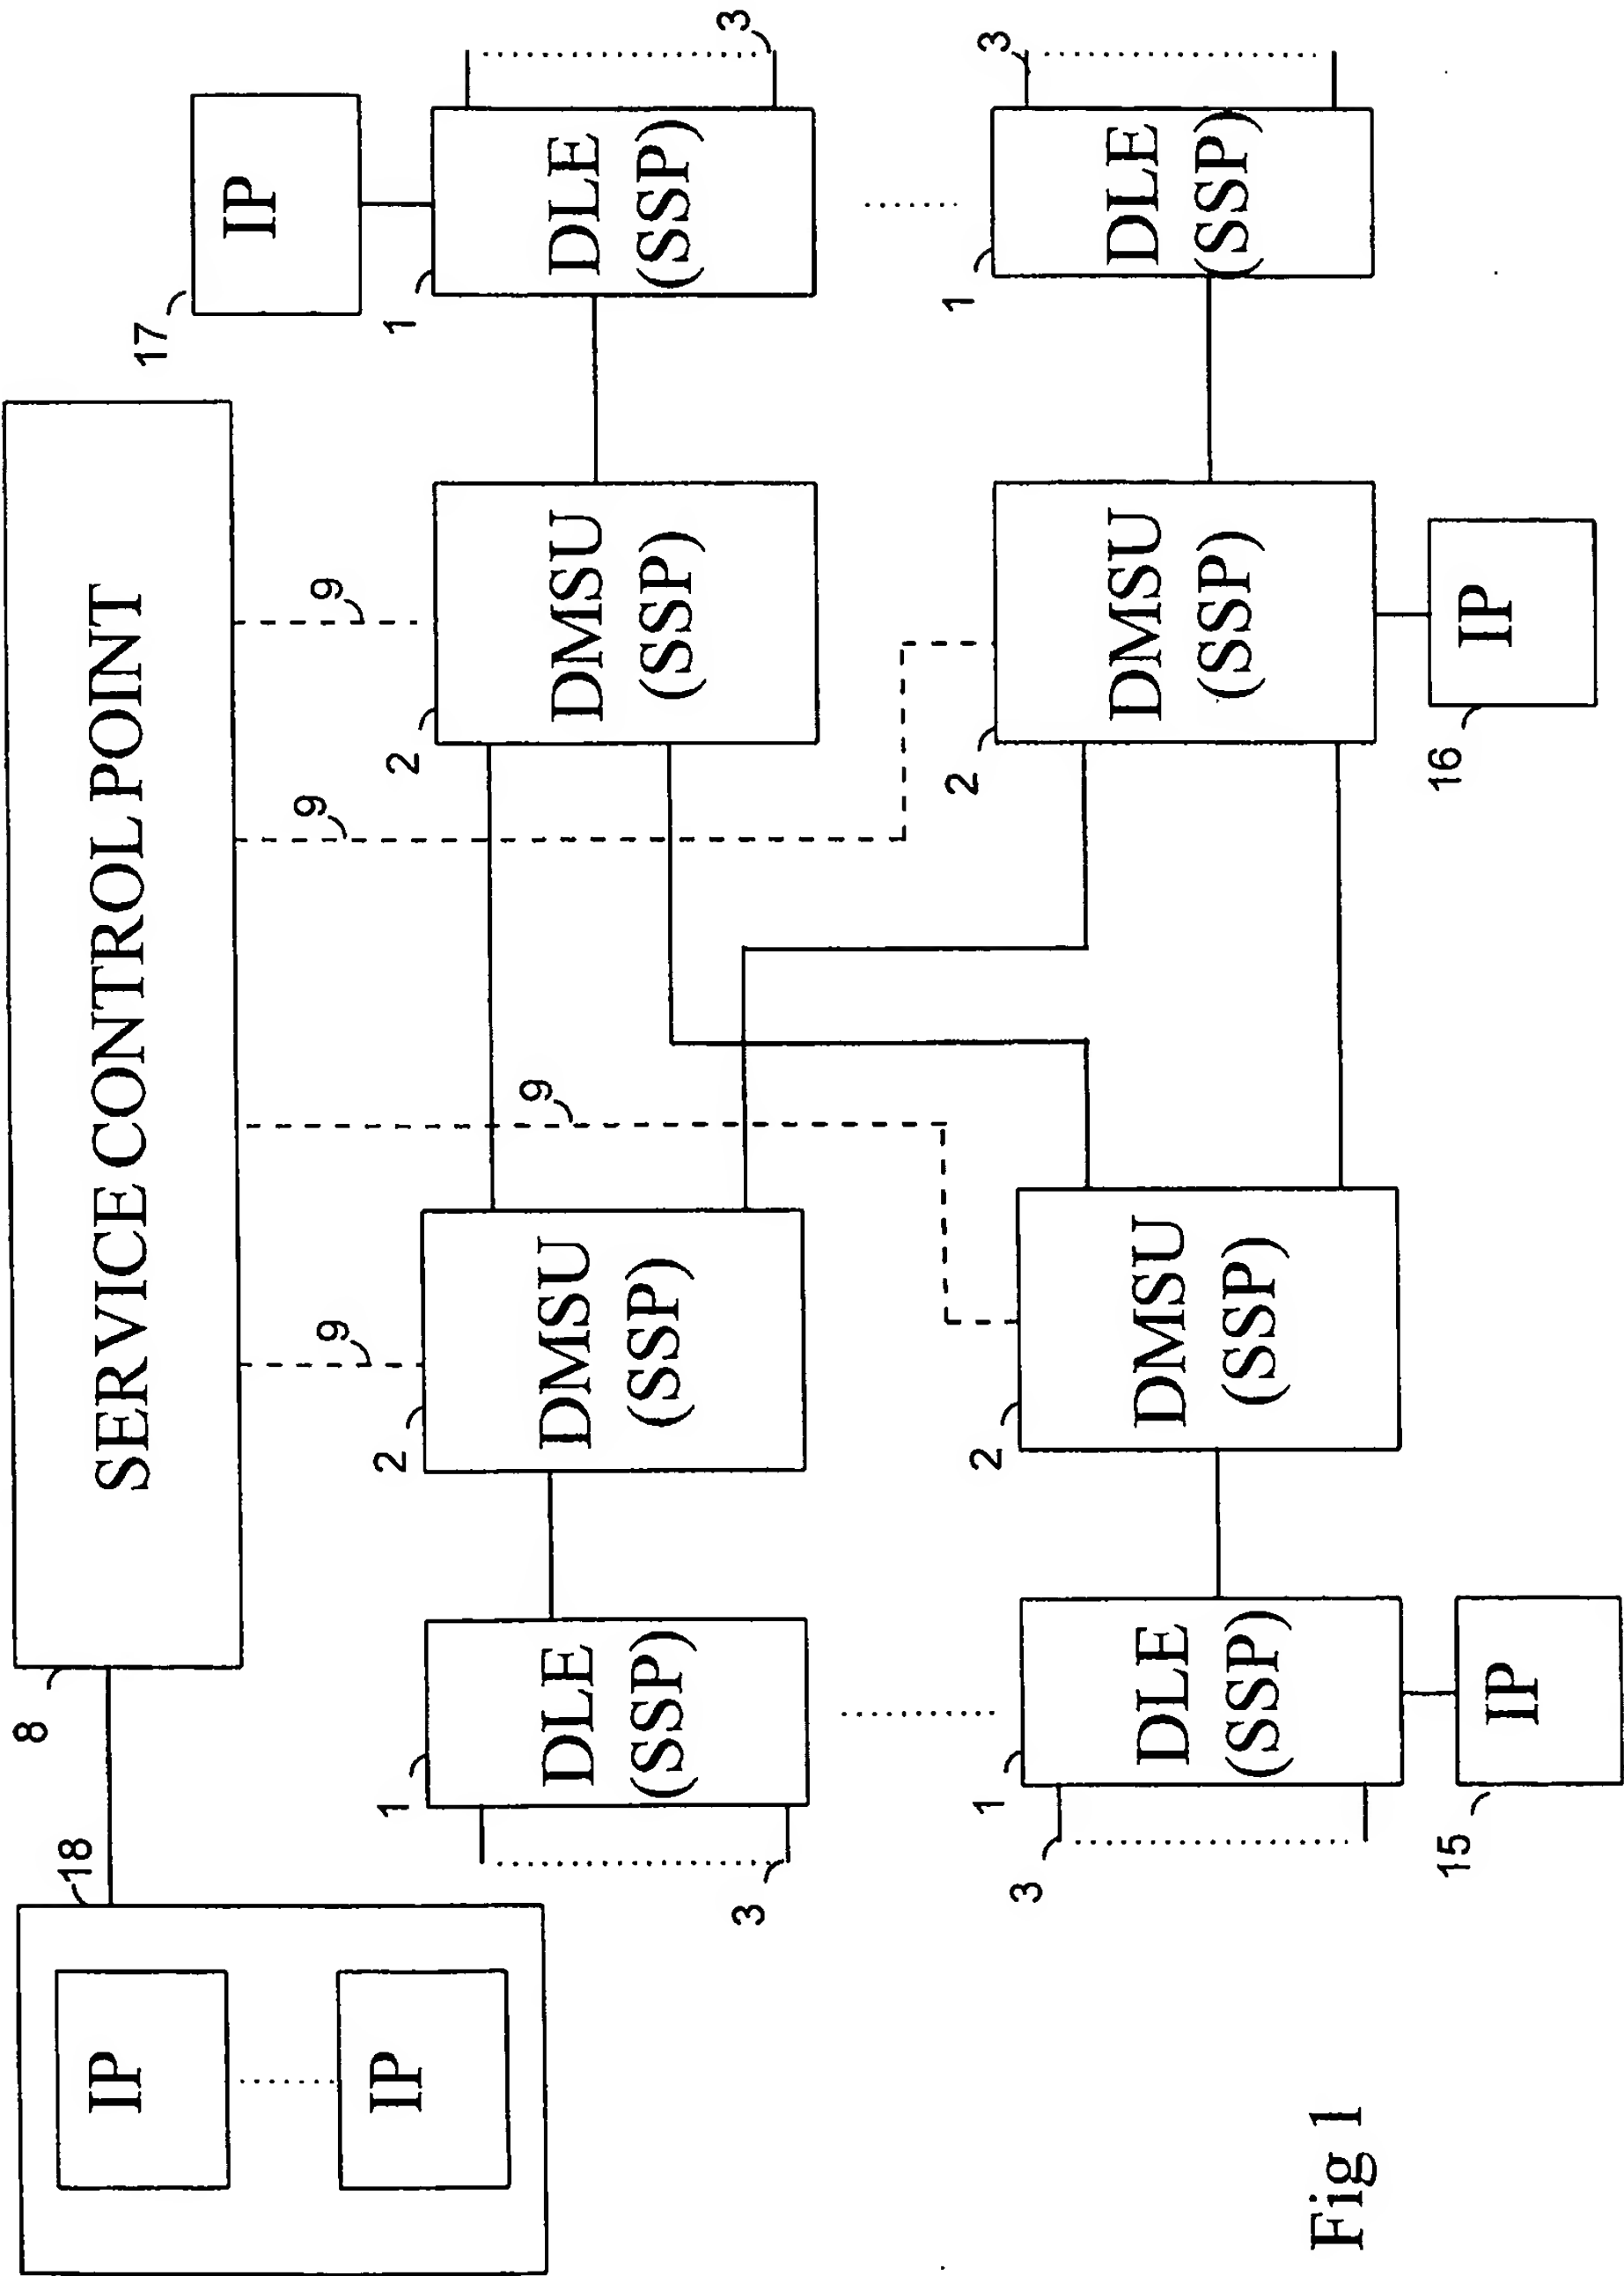 8
18
IP
IP
SERVICE CONTROL POINT
17
IP
9
9
9
9
1
DLE
(SSP)
3
2
DMSU
(SSP)
2
DMSU
(SSP)
1
DLE
(SSP)
3
1
DLE
(SSP)
3
2
DMSU
(SSP)
2
DMSU
(SSP)
1
DLE
(SSP)
3
15
IP
16
IP
Fig 1